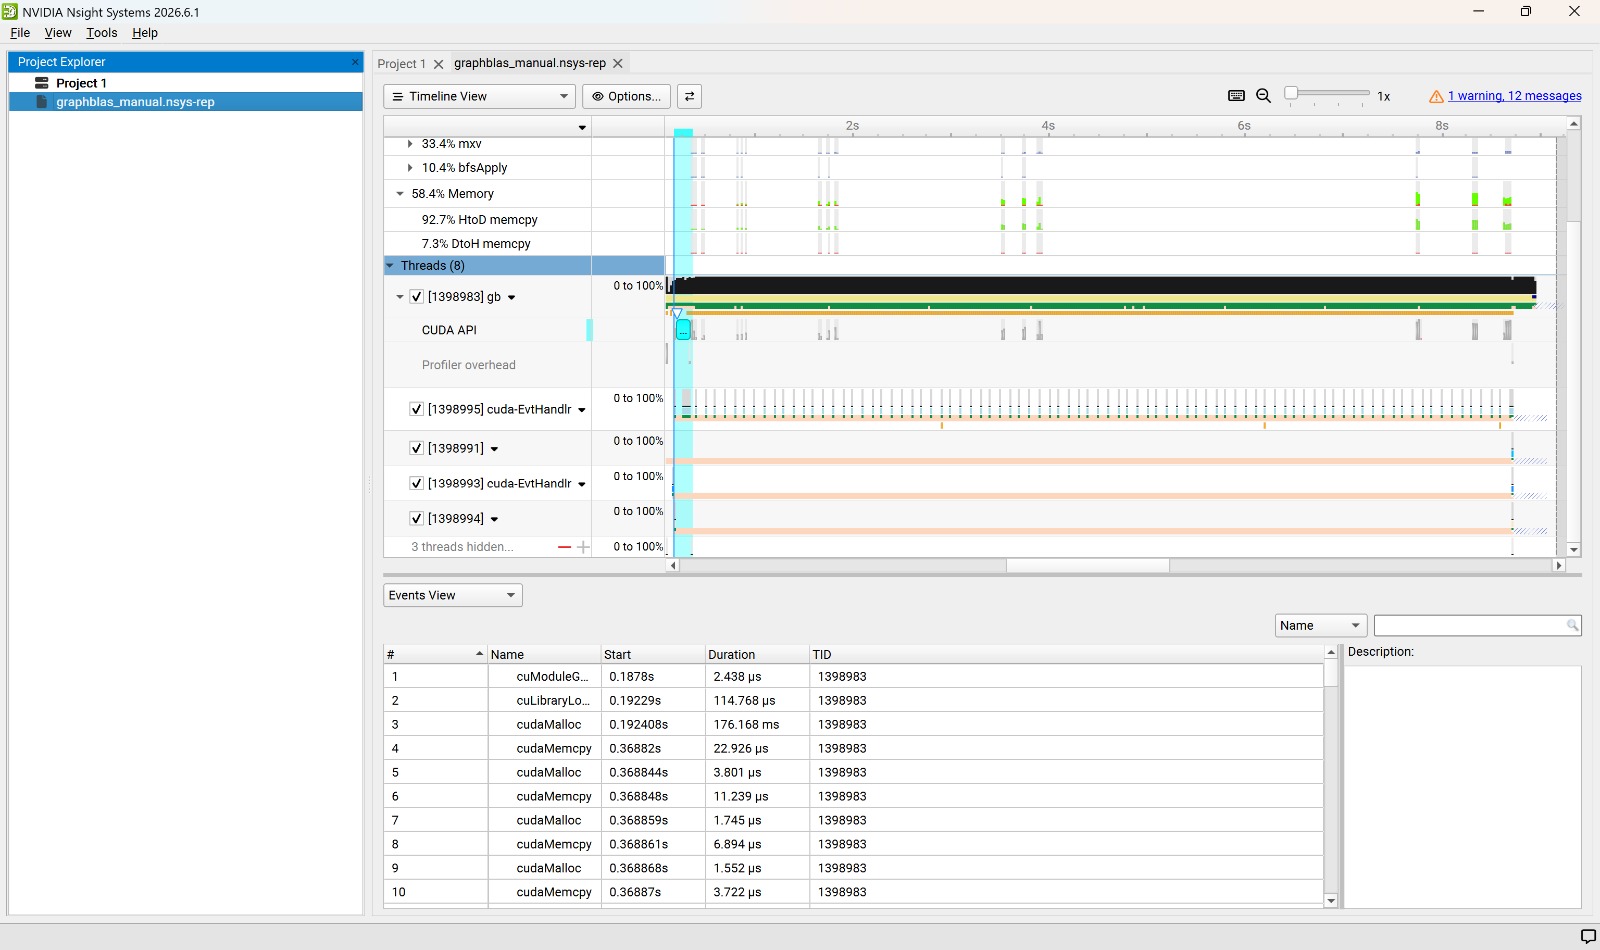 NVIDIA Nsight Systems 2026.6.1
File View Tools Help
Project Explorer
Project 1
graphblas_manual.nsys-rep
Project 1 graphblas_manual.nsys-rep
Timeline View Options... 1x 1 warning, 12 messages
2s 4s 6s 8s
33.4% mxv
10.4% bfsApply
58.4% Memory
92.7% HtoD memcpy
7.3% DtoH memcpy
Threads (8)
[1398983] gb 0 to 100%
CUDA API ...
Profiler overhead
[1398995] cuda-EvtHandlr 0 to 100%
[1398991] 0 to 100%
[1398993] cuda-EvtHandlr 0 to 100%
[1398994] 0 to 100%
3 threads hidden... 0 to 100%
Events View
Name
# Name Start Duration TID Description:
1 cuModuleG... 0.1878s 2.438 µs 1398983
2 cuLibraryLo... 0.19229s 114.768 µs 1398983
3 cudaMalloc 0.192408s 176.168 ms 1398983
4 cudaMemcpy 0.36882s 22.926 µs 1398983
5 cudaMalloc 0.368844s 3.801 µs 1398983
6 cudaMemcpy 0.368848s 11.239 µs 1398983
7 cudaMalloc 0.368859s 1.745 µs 1398983
8 cudaMemcpy 0.368861s 6.894 µs 1398983
9 cudaMalloc 0.368868s 1.552 µs 1398983
10 cudaMemcpy 0.36887s 3.722 µs 1398983